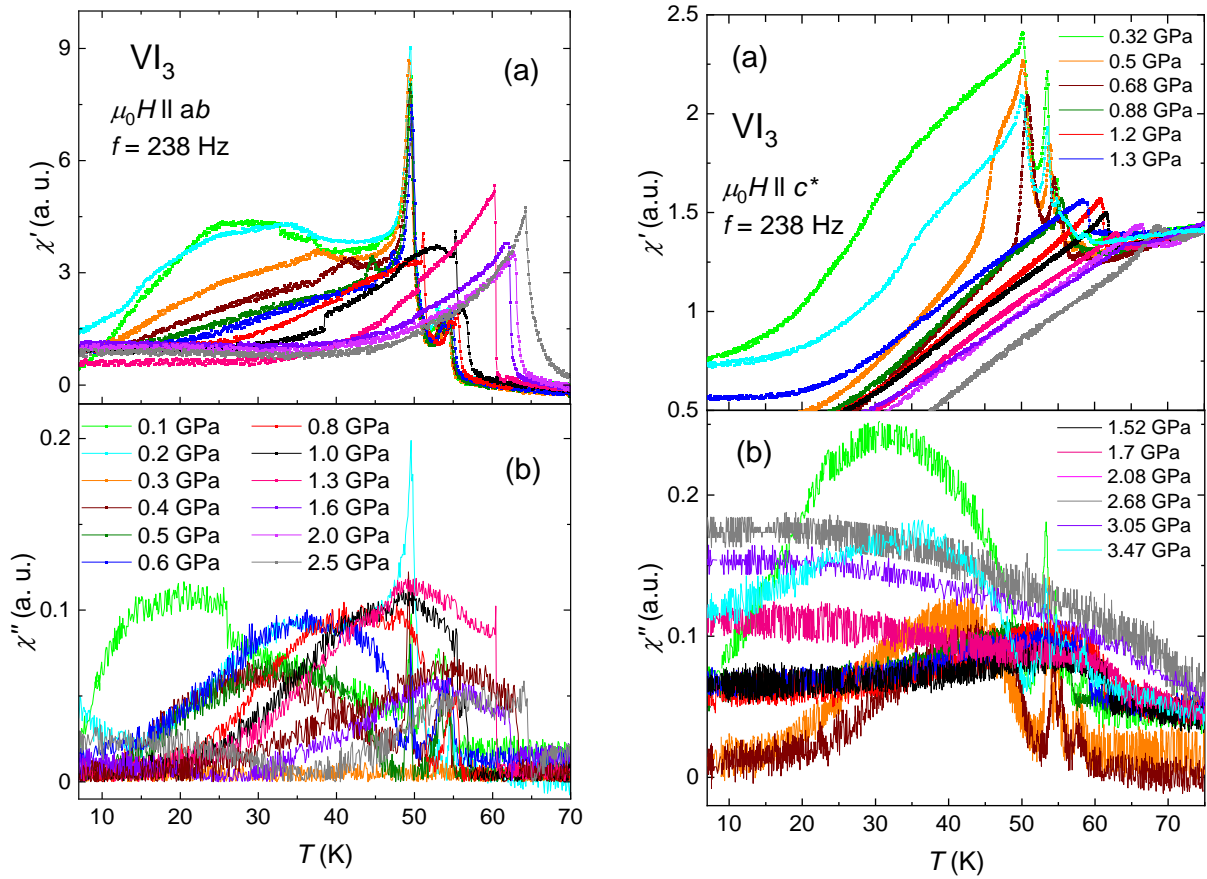 VI₃
μ₀H || ab
f = 238 Hz
(a)
9
6
3
0
χ′ (a. u.)
(b)
0.1 GPa
0.2 GPa
0.3 GPa
0.4 GPa
0.5 GPa
0.6 GPa
0.8 GPa
1.0 GPa
1.3 GPa
1.6 GPa
2.0 GPa
2.5 GPa
0.2
0.1
0
χ″ (a. u.)
10 20 30 40 50 60 70
T (K)
(a)
VI₃
μ₀H || c*
f = 238 Hz
0.32 GPa
0.5 GPa
0.68 GPa
0.88 GPa
1.2 GPa
1.3 GPa
2.5
2.0
1.5
1.0
0.5
χ′ (a.u.)
(b)
1.52 GPa
1.7 GPa
2.08 GPa
2.68 GPa
3.05 GPa
3.47 GPa
0.2
0.1
0
χ″ (a.u.)
10 20 30 40 50 60 70
T (K)